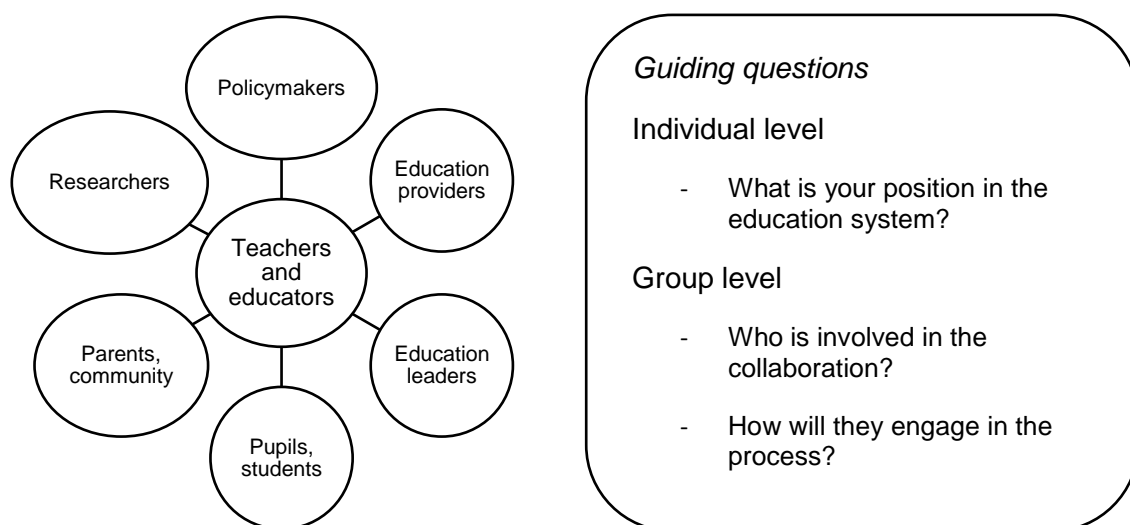 Policymakers
Researchers
Education
providers
Teachers
and
educators
Parents,
community
Education
leaders
Pupils,
students
Guiding questions
Individual level
- What is your position in the
education system?
Group level
- Who is involved in the
collaboration?
- How will they engage in the
process?